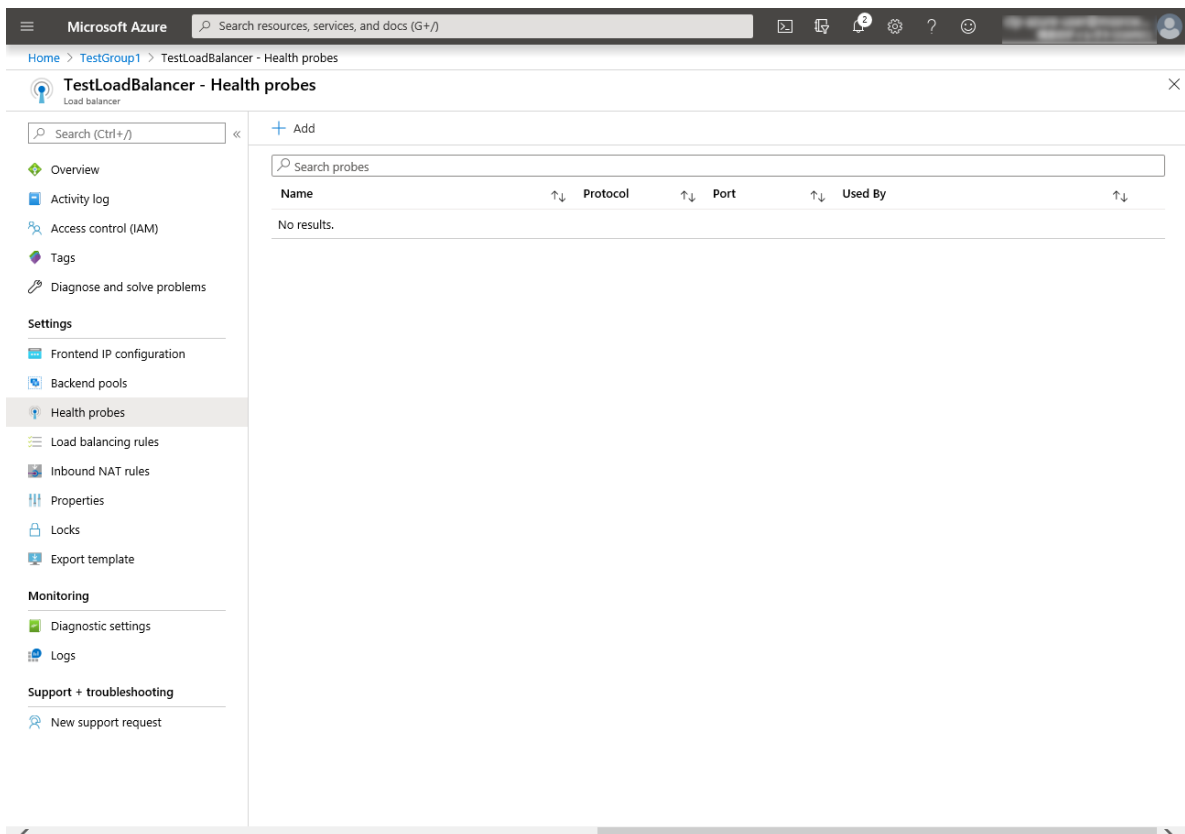 Microsoft Azure
Search resources, services, and docs (G+/)
2
Home > TestGroup1 > TestLoadBalancer - Health probes
TestLoadBalancer - Health probes
Load balancer
Search (Ctrl+/)
«
Add
Overview
Activity log
Access control (IAM)
Tags
Diagnose and solve problems
Settings
Frontend IP configuration
Backend pools
Health probes
Load balancing rules
Inbound NAT rules
Properties
Locks
Export template
Monitoring
Diagnostic settings
Logs
Support + troubleshooting
New support request
Search probes
Name Protocol Port Used By
No results.